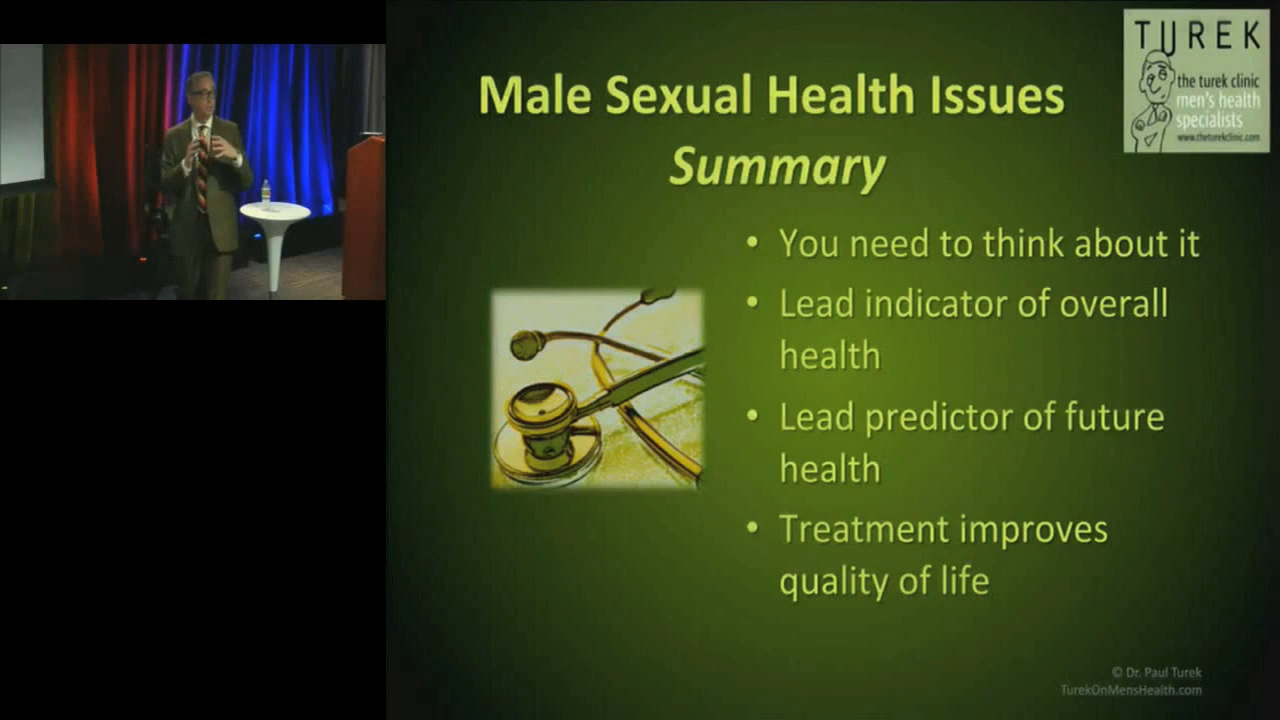 TUREK
the turek clinic
men's health
specialists
www.theturekclinic.com
Male Sexual Health Issues
Summary
• You need to think about it
• Lead indicator of overall
health
• Lead predictor of future
health
• Treatment improves
quality of life
© Dr. Paul Turek
TurekOnMensHealth.com